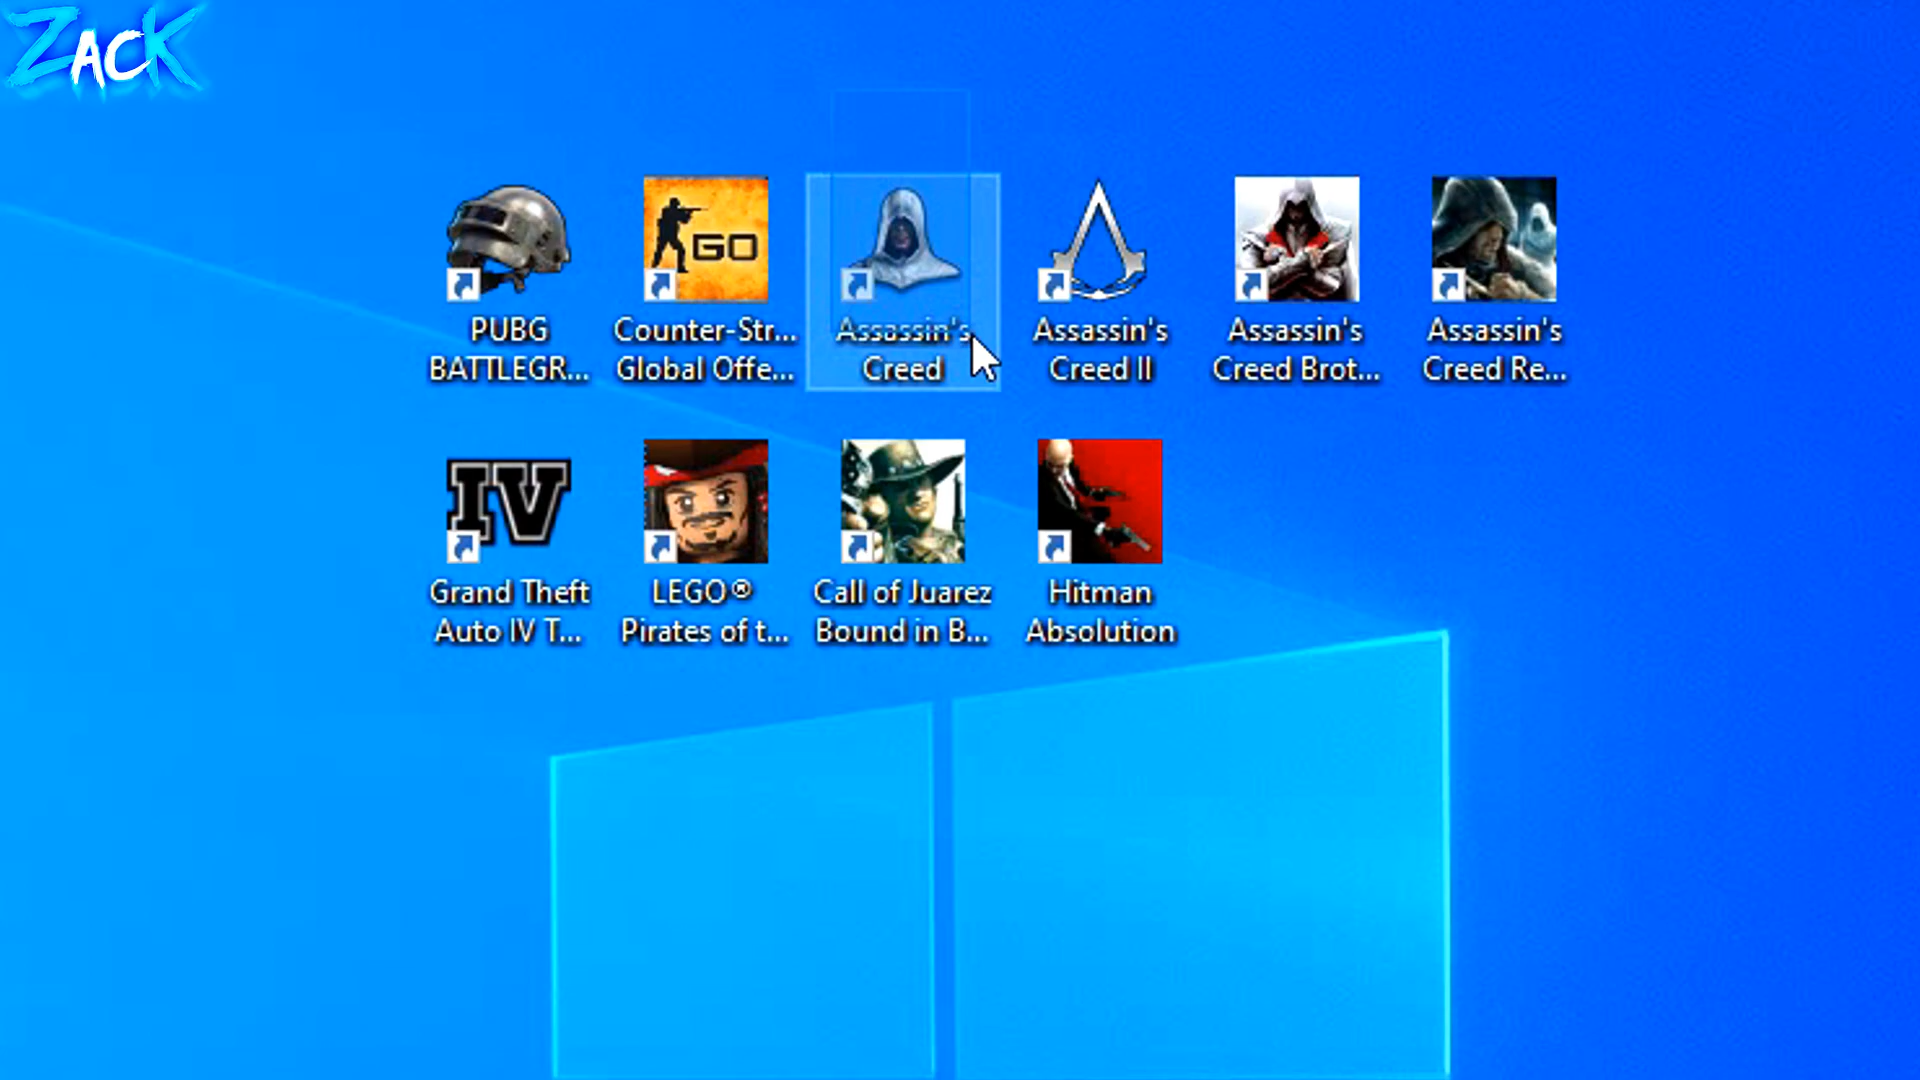 ZACK
PUBG
BATTLEGR...
Counter-Str...
Global Offe...
Assassin's
Creed
Assassin's
Creed II
Assassin's
Creed Brot...
Assassin's
Creed Re...
GO
IV
Grand Theft
Auto IV T...
LEGO®
Pirates of t...
Call of Juarez
Bound in B...
Hitman
Absolution